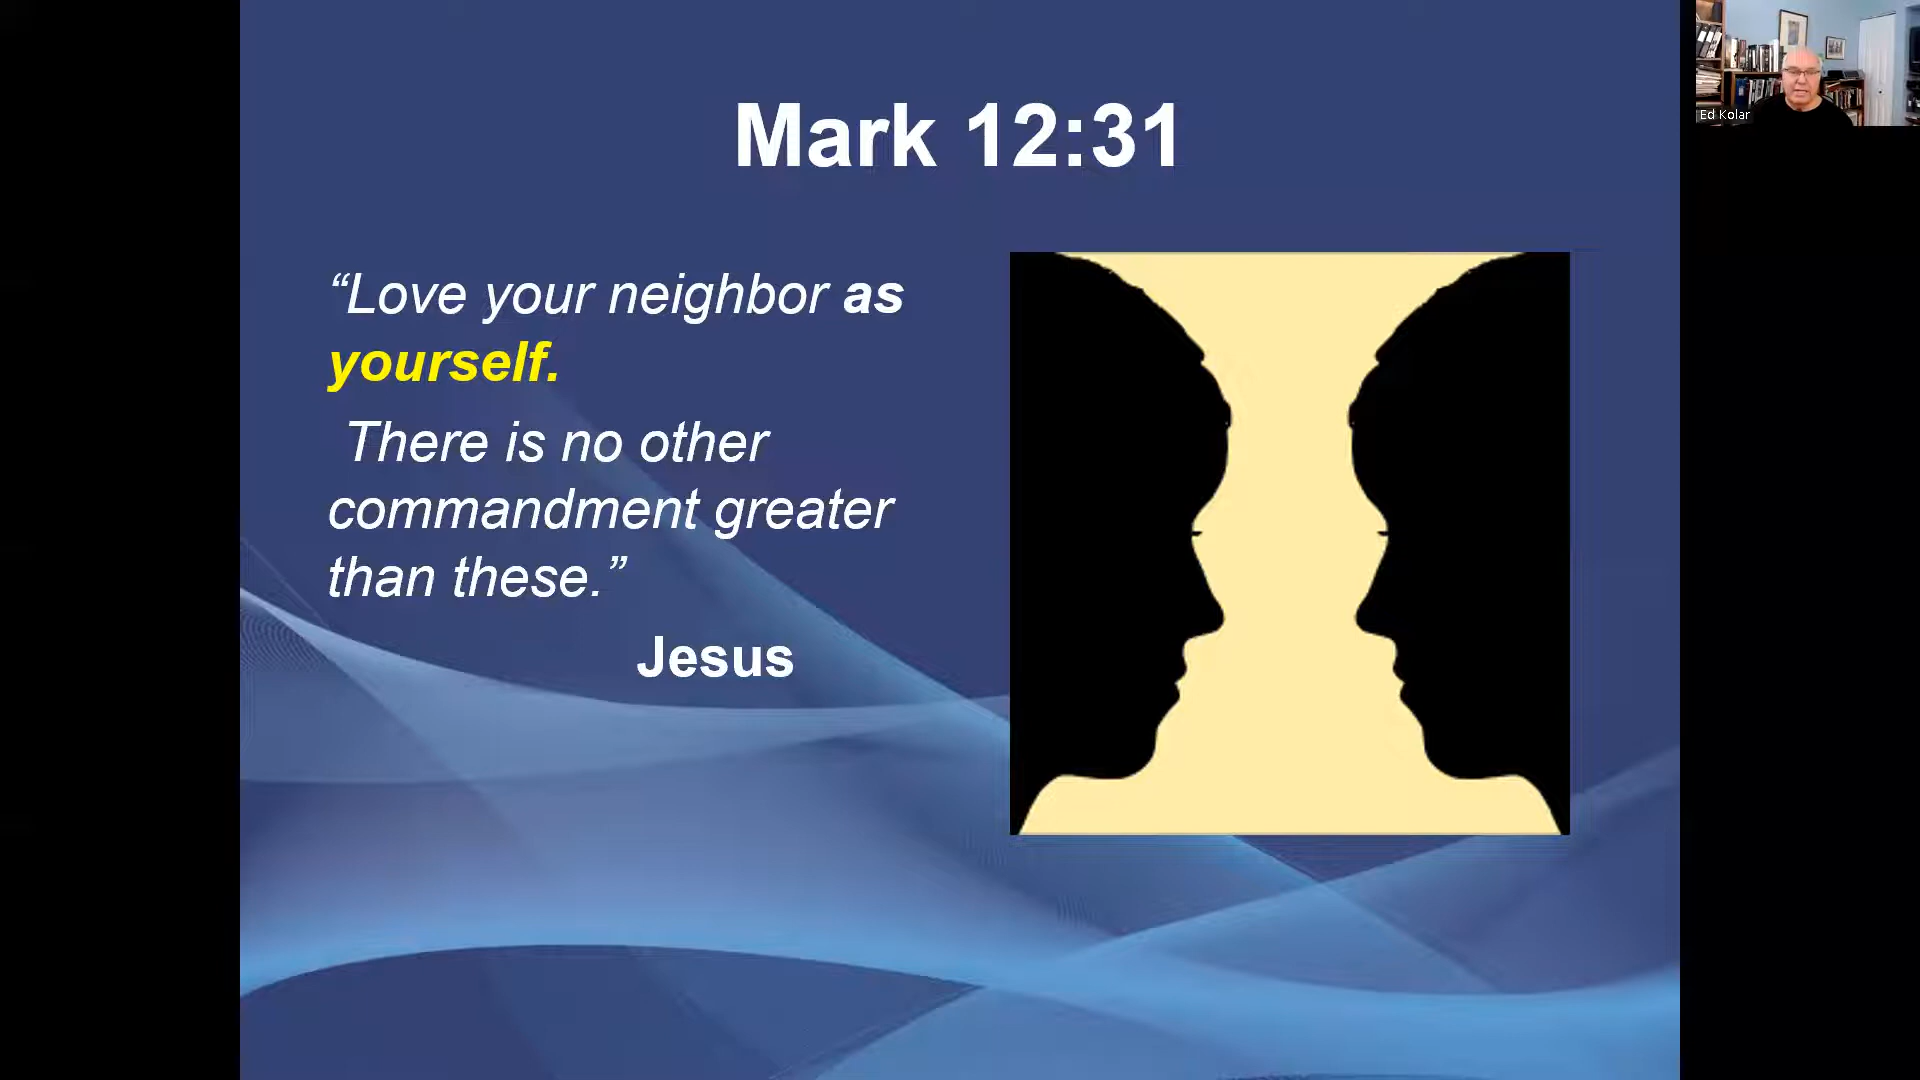 Mark 12:31
“Love your neighbor as
yourself.
There is no other
commandment greater
than these.”
Jesus
Ed Kolar